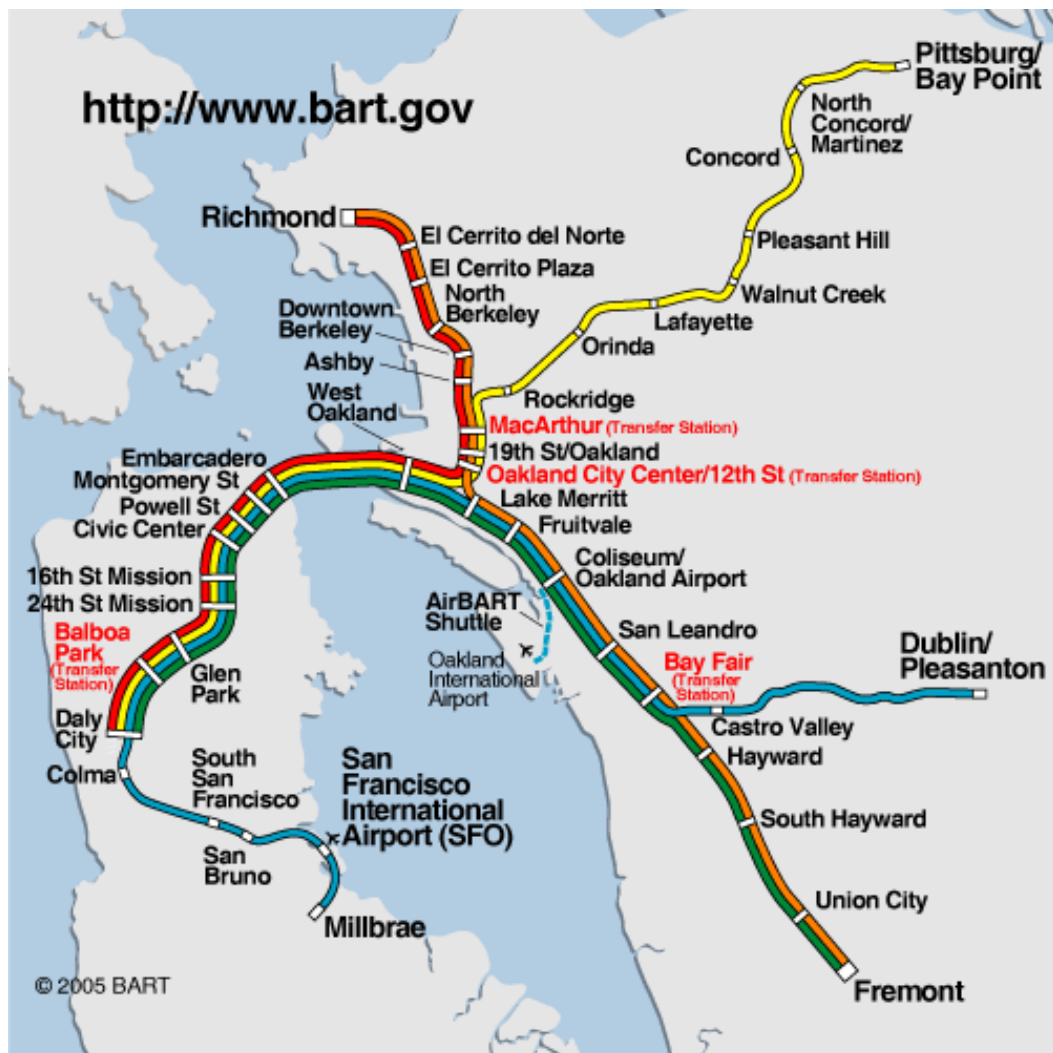 http://www.bart.gov
Pittsburg/
Bay Point
North
Concord/
Martinez
Concord
Richmond
El Cerrito del Norte
Pleasant Hill
El Cerrito Plaza
North
Berkeley
Walnut Creek
Downtown
Berkeley
Lafayette
Orinda
Ashby
West
Oakland
Rockridge
MacArthur (Transfer Station)
19th St/Oakland
Oakland City Center/12th St (Transfer Station)
Embarcadero
Montgomery St
Powell St
Civic Center
Lake Merritt
Fruitvale
Coliseum/
Oakland Airport
16th St Mission
24th St Mission
AirBART
Shuttle
San Leandro
Balboa
Park
(Transfer
Station)
Glen
Park
Oakland
International
Airport
Bay Fair
(Transfer
Station)
Dublin/
Pleasanton
Daly
City
Castro Valley
Hayward
Colma
South
San
Francisco
San
Francisco
International
Airport (SFO)
South Hayward
San
Bruno
Millbrae
Union City
Fremont
© 2005 BART